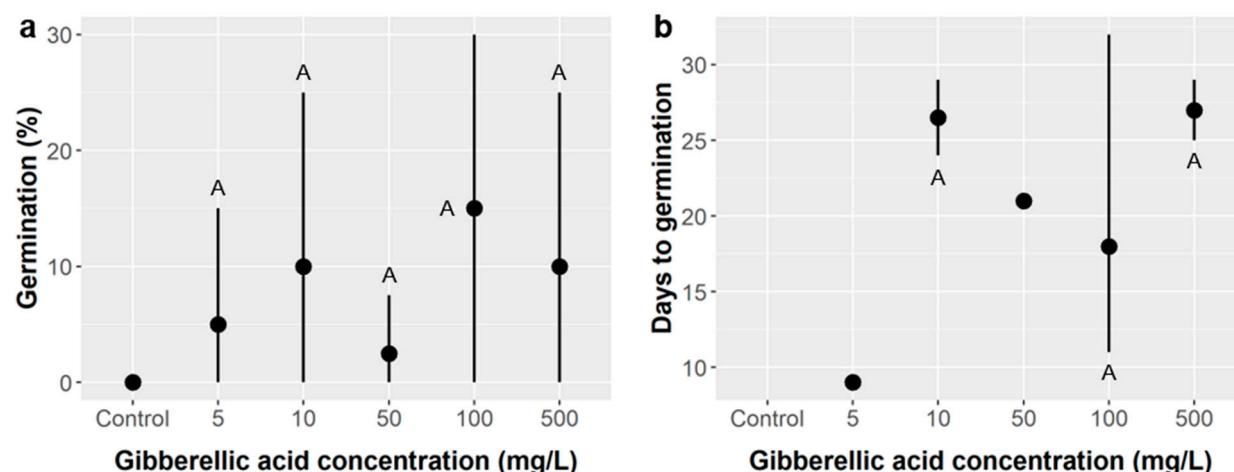 a
30
20
10
0
Germination (%)
A
A
A
A
A
Control 5 10 50 100 500
Gibberellic acid concentration (mg/L)
b
30
25
20
15
10
Days to germination
A
A
A
Control 5 10 50 100 500
Gibberellic acid concentration (mg/L)